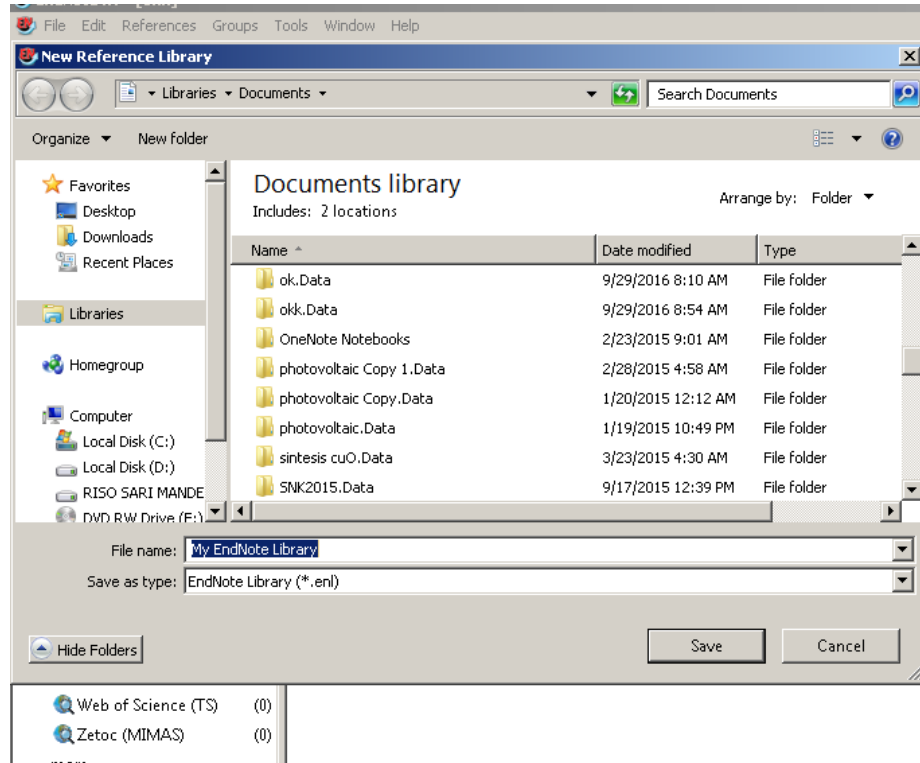 File Edit References Groups Tools Window Help
New Reference Library
Libraries Documents
Search Documents
Organize New folder
Favorites
Desktop
Downloads
Recent Places
Libraries
Homegroup
Computer
Local Disk (C:)
Local Disk (D:)
RISO SARI MANDE
DVD RW Drive (F:)
Documents library
Includes: 2 locations
Arrange by: Folder
Name Date modified Type
ok.Data 9/29/2016 8:10 AM File folder
okk.Data 9/29/2016 8:54 AM File folder
OneNote Notebooks 2/23/2015 9:01 AM File folder
photovoltaic Copy 1.Data 2/28/2015 4:58 AM File folder
photovoltaic Copy.Data 1/20/2015 12:12 AM File folder
photovoltaic.Data 1/19/2015 10:49 PM File folder
sintesis cuO.Data 3/23/2015 4:30 AM File folder
SNK2015.Data 9/17/2015 12:39 PM File folder
File name: My EndNote Library
Save as type: EndNote Library (*.enl)
Hide Folders
Save Cancel
Web of Science (TS) (0)
Zetoc (MIMAS) (0)